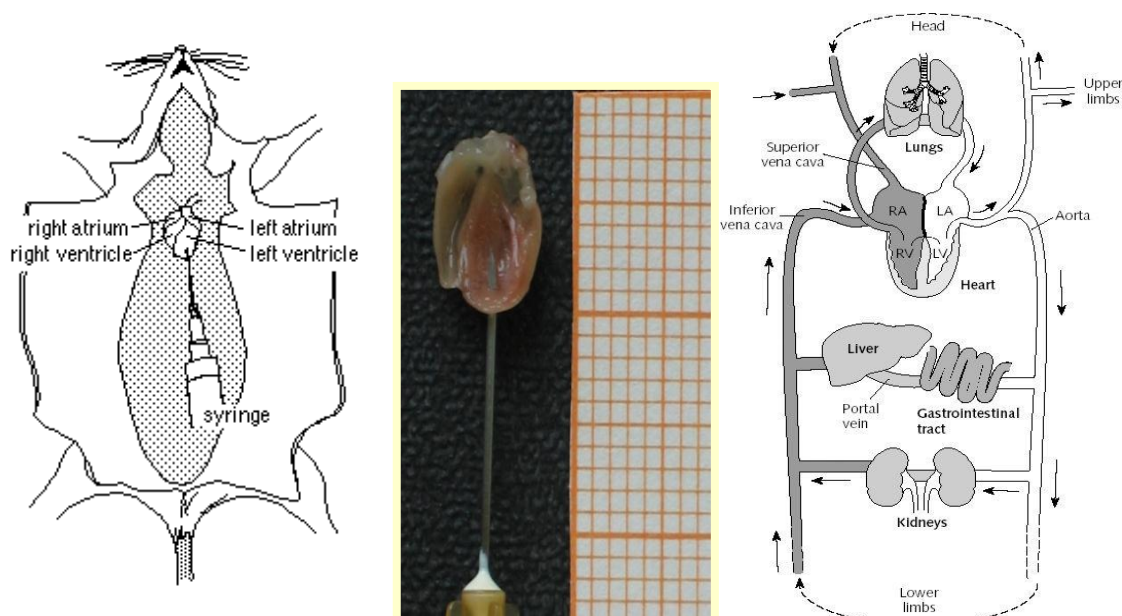 right atrium
left atrium
right ventricle
left ventricle
syringe
Head
Upper
limbs
Lungs
Superior
vena cava
Inferior
vena cava
RA
LA
Aorta
RV
LV
Heart
Liver
Portal
vein
Gastrointestinal
tract
Kidneys
Lower
limbs